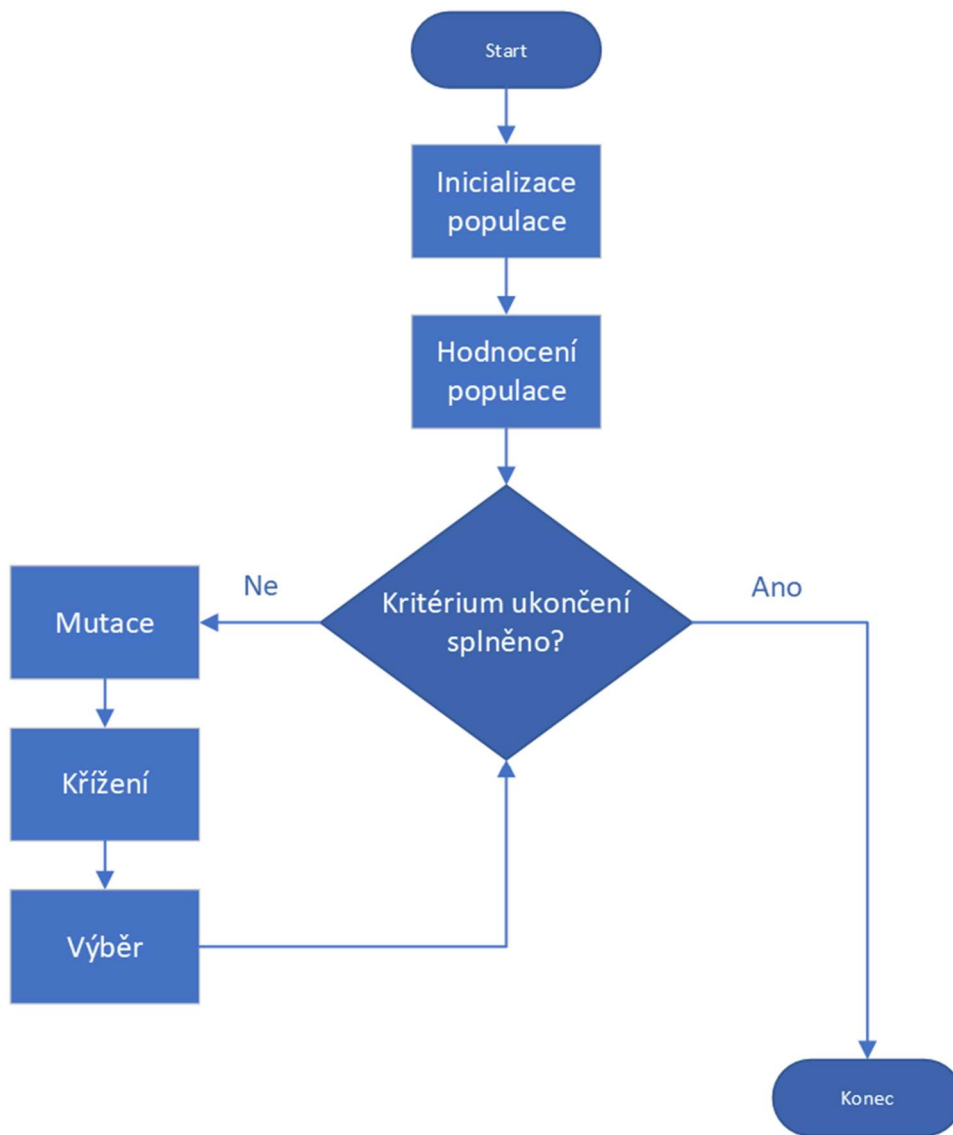 Start
Inicializace
populace
Hodnocení
populace
Kritérium ukončení
splněno?
Ne
Ano
Mutace
Křížení
Výběr
Konec